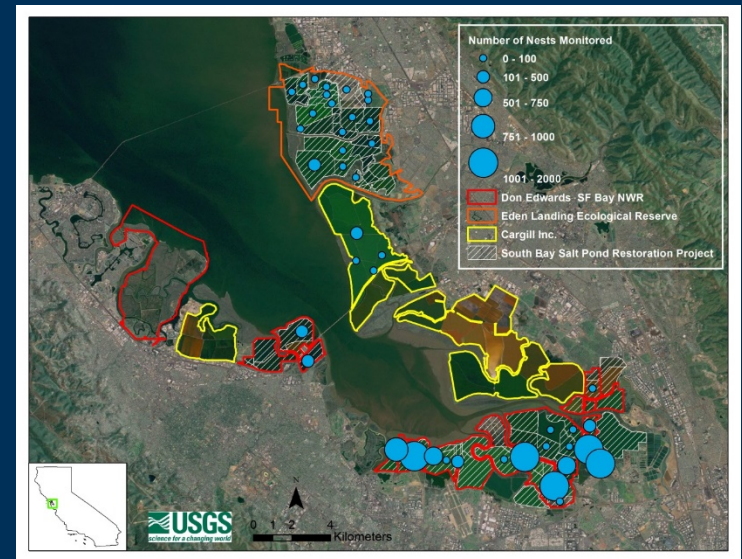 Number of Nests Monitored
0 - 100
101 - 500
501 - 750
751 - 1000
1001 - 2000
Don Edwards SF Bay NWR
Eden Landing Ecological Reserve
Cargill Inc.
South Bay Salt Pond Restoration Project
USGS
science for a changing world
0 1 2 4
Kilometers
N